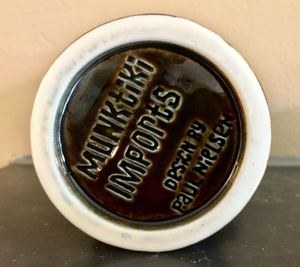 MUNKtiKi
IMPORtS
DESIGN BY
PAUL NIELSEN